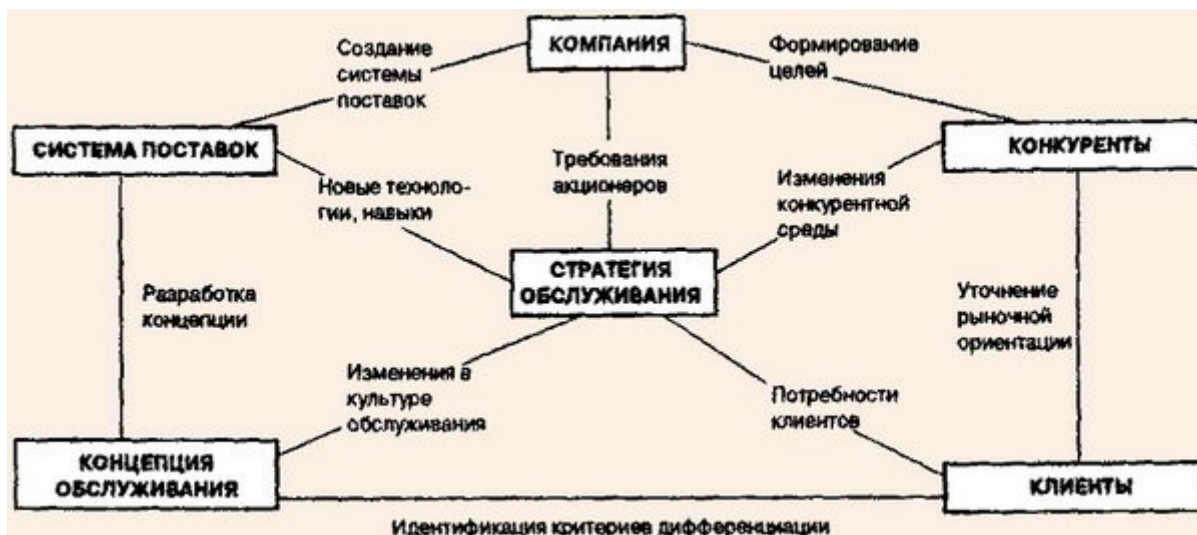 КОМПАНИЯ
Создание
системы
поставок
Формирование
целей
СИСТЕМА ПОСТАВОК
КОНКУРЕНТЫ
Требования
акционеров
Новые техноло-
гии, навыки
Изменения
конкурентной
среды
СТРАТЕГИЯ
ОБСЛУЖИВАНИЯ
Разработка
концепции
Уточнение
рыночной
ориентации
Изменения в
культуре
обслуживания
Потребности
клиентов
КОНЦЕПЦИЯ
ОБСЛУЖИВАНИЯ
КЛИЕНТЫ
Идентификация критериев дифференциации